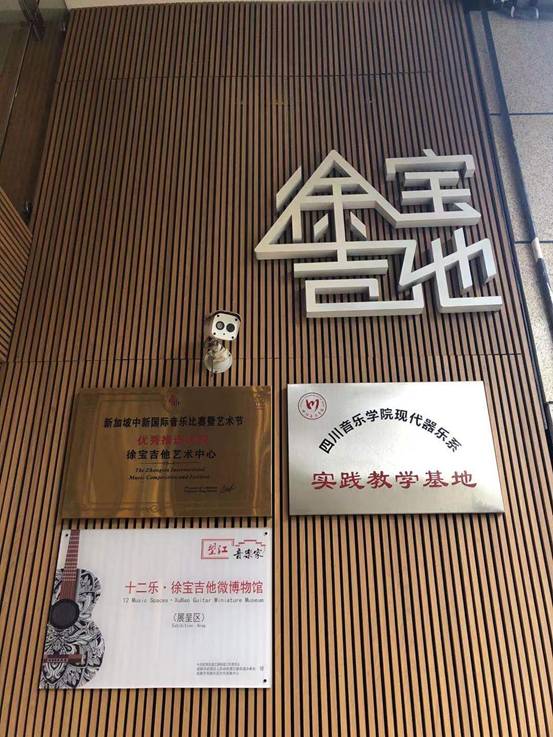 徐宝吉他
新加坡中新国际音乐比赛暨艺术节
徐宝吉他艺术中心
The Zhongxin International
Music Competition and Festival
四川音乐学院现代器乐系
实践教学基地
望江
音乐家
十二乐·徐宝吉他微博物馆
12 Music Spaces · XuBao Guitar Miniature Museum
(展呈区)
Exhibition Area